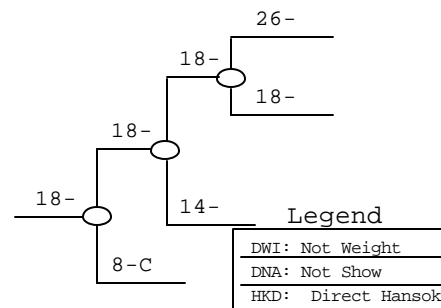 26-
18-
18-
18-
18-
14-
8-C
Legend
DWI: Not Weight
DNA: Not Show
HKD: Direct Hansok